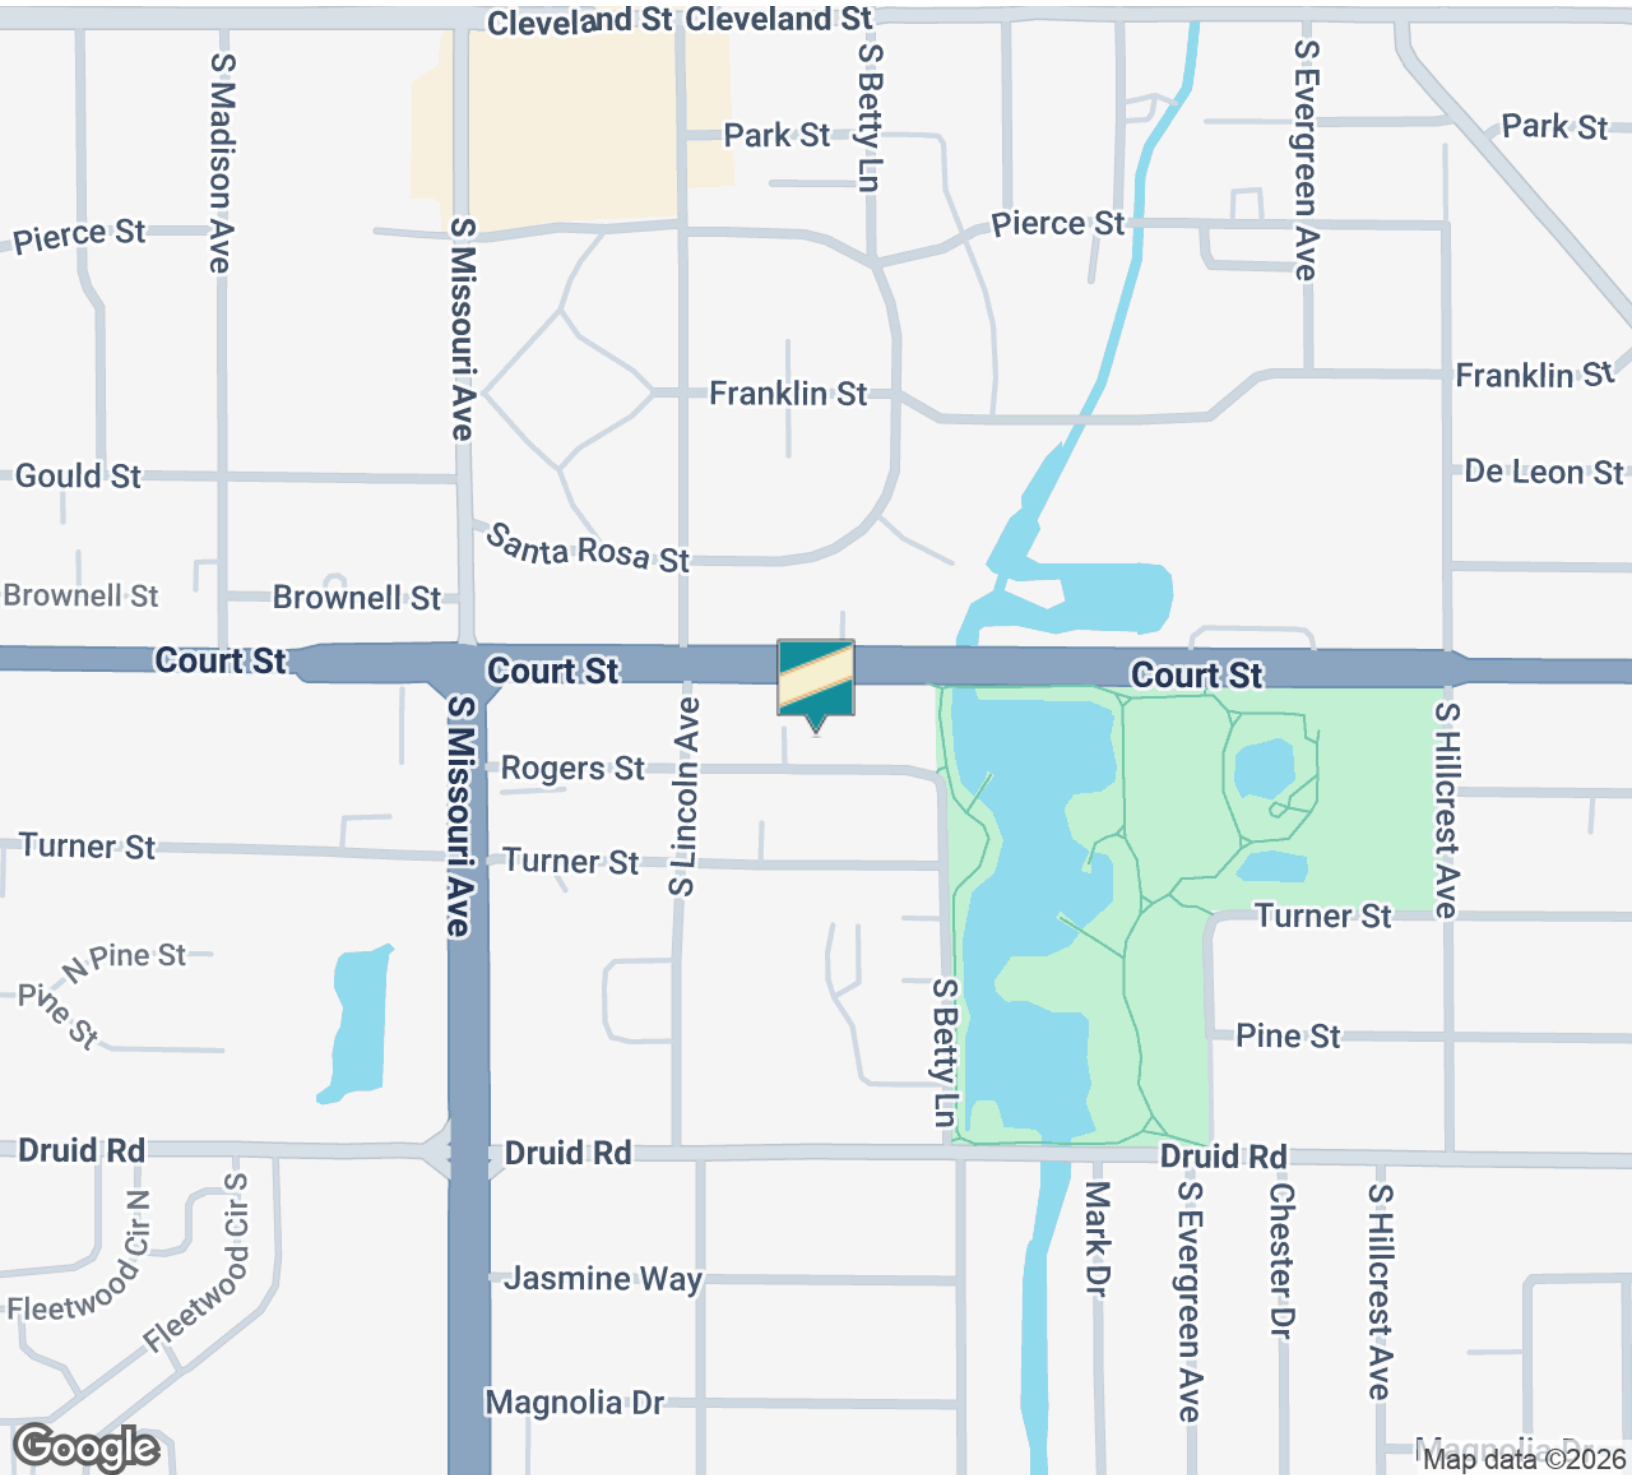 Cleveland St
Cleveland St
S Madison Ave
S Betty Ln
S Evergreen Ave
Park St
Park St
Pierce St
S Missouri Ave
Pierce St
Franklin St
Franklin St
Gould St
De Leon St
Santa Rosa St
Brownell St
Brownell St
Court St
Court St
Court St
S Missouri Ave
S Lincoln Ave
S Hillcrest Ave
Rogers St
Turner St
Turner St
Turner St
N Pine St
Pine St
S Betty Ln
Pine St
Druid Rd
Druid Rd
Druid Rd
Fleetwood Cir N
Fleetwood Cir S
Mark Dr
S Evergreen Ave
Chester Dr
S Hillcrest Ave
Jasmine Way
Magnolia Dr
Magnolia Dr
Google
Map data ©2026